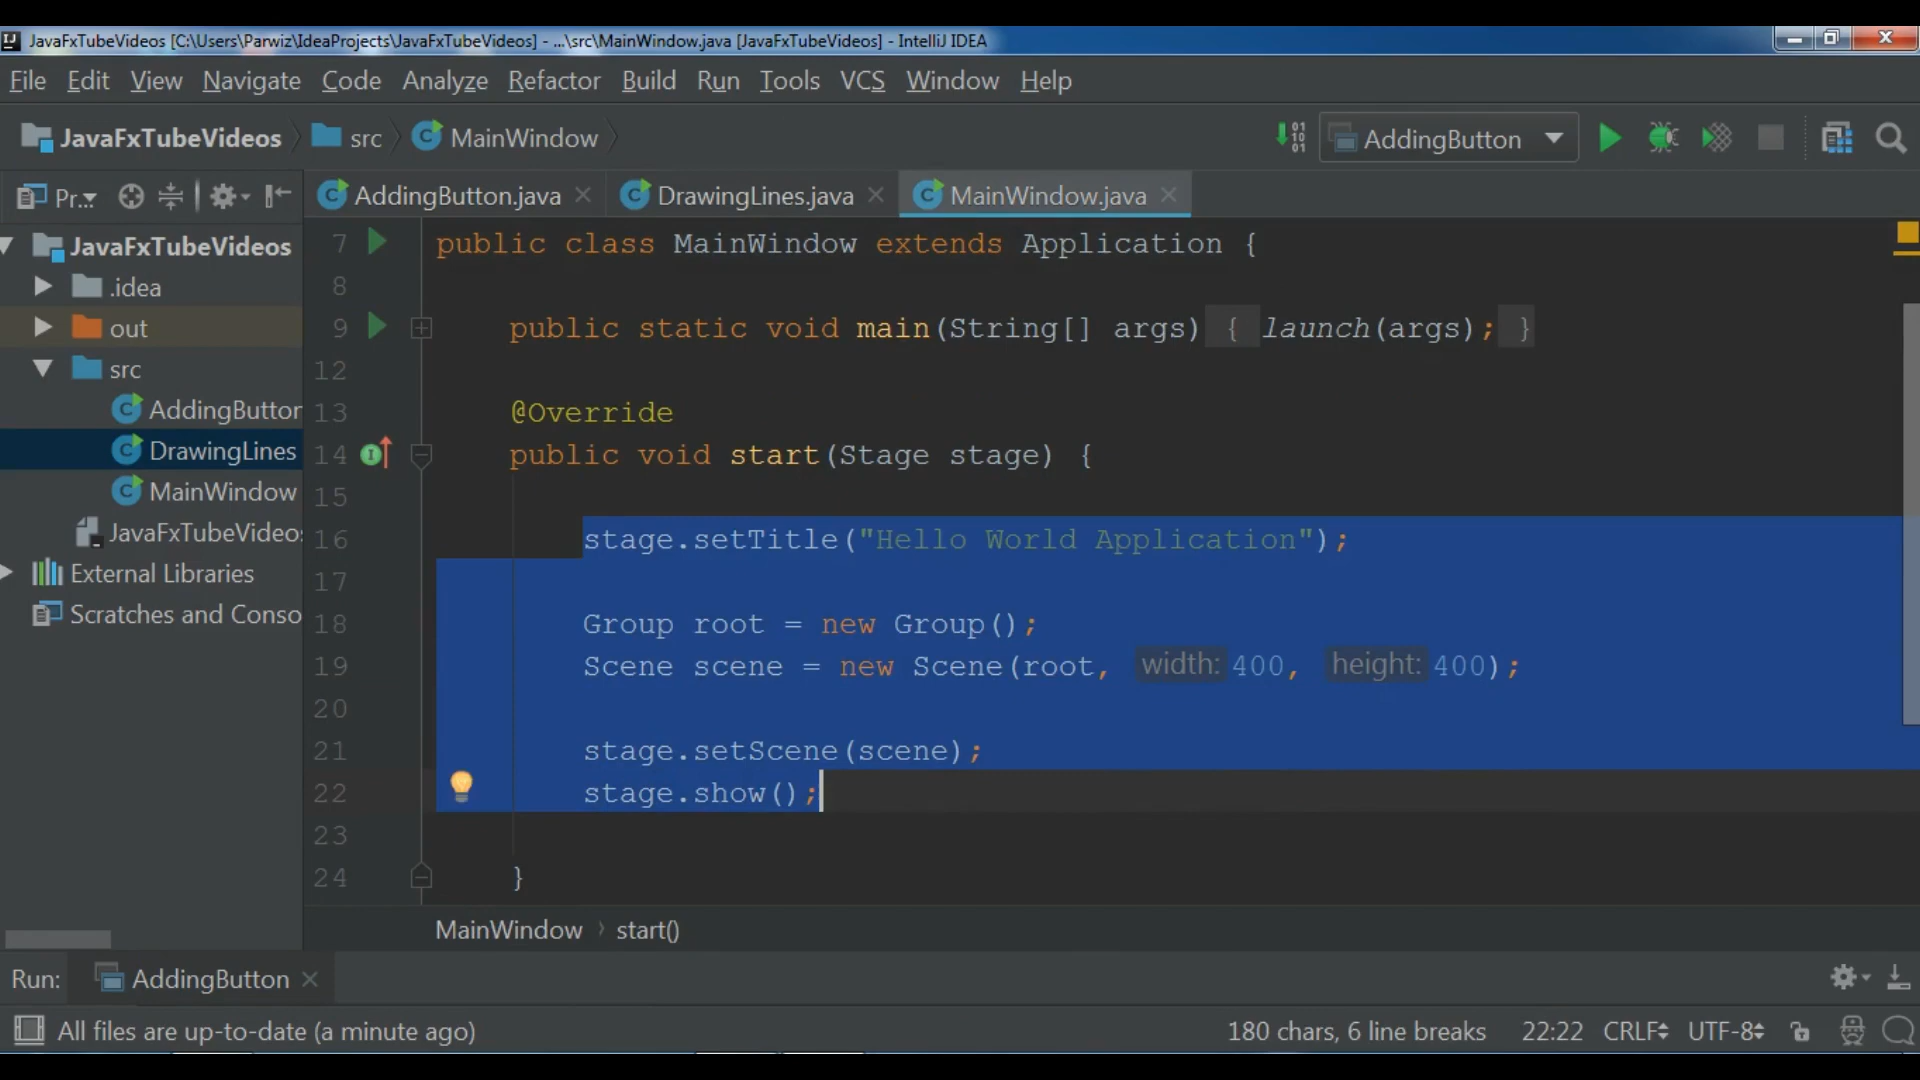 JavaFxTubeVideos [C:\Users\Parwiz\IdeaProjects\JavaFxTubeVideos] - ...\src\MainWindow.java [JavaFxTubeVideos] - IntelliJ IDEA
File Edit View Navigate Code Analyze Refactor Build Run Tools VCS Window Help
JavaFxTubeVideos src MainWindow AddingButton
Pr... AddingButton.java DrawingLines.java MainWindow.java
JavaFxTubeVideos
.idea
out
src
AddingButton
DrawingLines
MainWindow
JavaFxTubeVideos
External Libraries
Scratches and Conso
7 public class MainWindow extends Application {
8
9 public static void main(String[] args) { launch(args); }
12
13 @Override
14 public void start(Stage stage) {
15
16 stage.setTitle("Hello World Application");
17
18 Group root = new Group();
19 Scene scene = new Scene(root, width: 400, height: 400);
20
21 stage.setScene(scene);
22 stage.show();
23
24 }
MainWindow start()
Run: AddingButton
All files are up-to-date (a minute ago) 180 chars, 6 line breaks 22:22 CRLF UTF-8